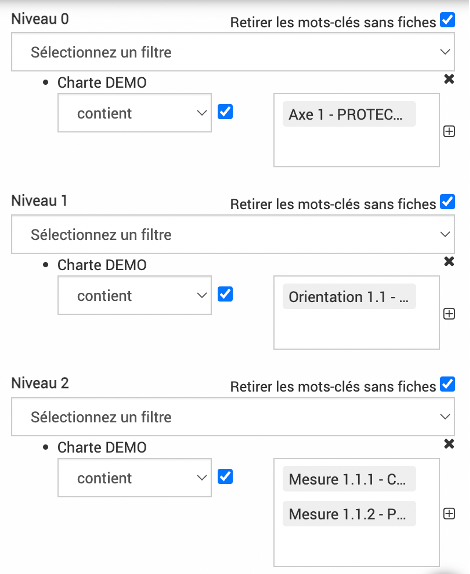 Niveau 0
Retirer les mots-clés sans fiches
Sélectionnez un filtre
Charte DEMO
contient
Axe 1 - PROTEC...
Niveau 1
Retirer les mots-clés sans fiches
Sélectionnez un filtre
Charte DEMO
contient
Orientation 1.1 - ...
Niveau 2
Retirer les mots-clés sans fiches
Sélectionnez un filtre
Charte DEMO
contient
Mesure 1.1.1 - C...
Mesure 1.1.2 - P...